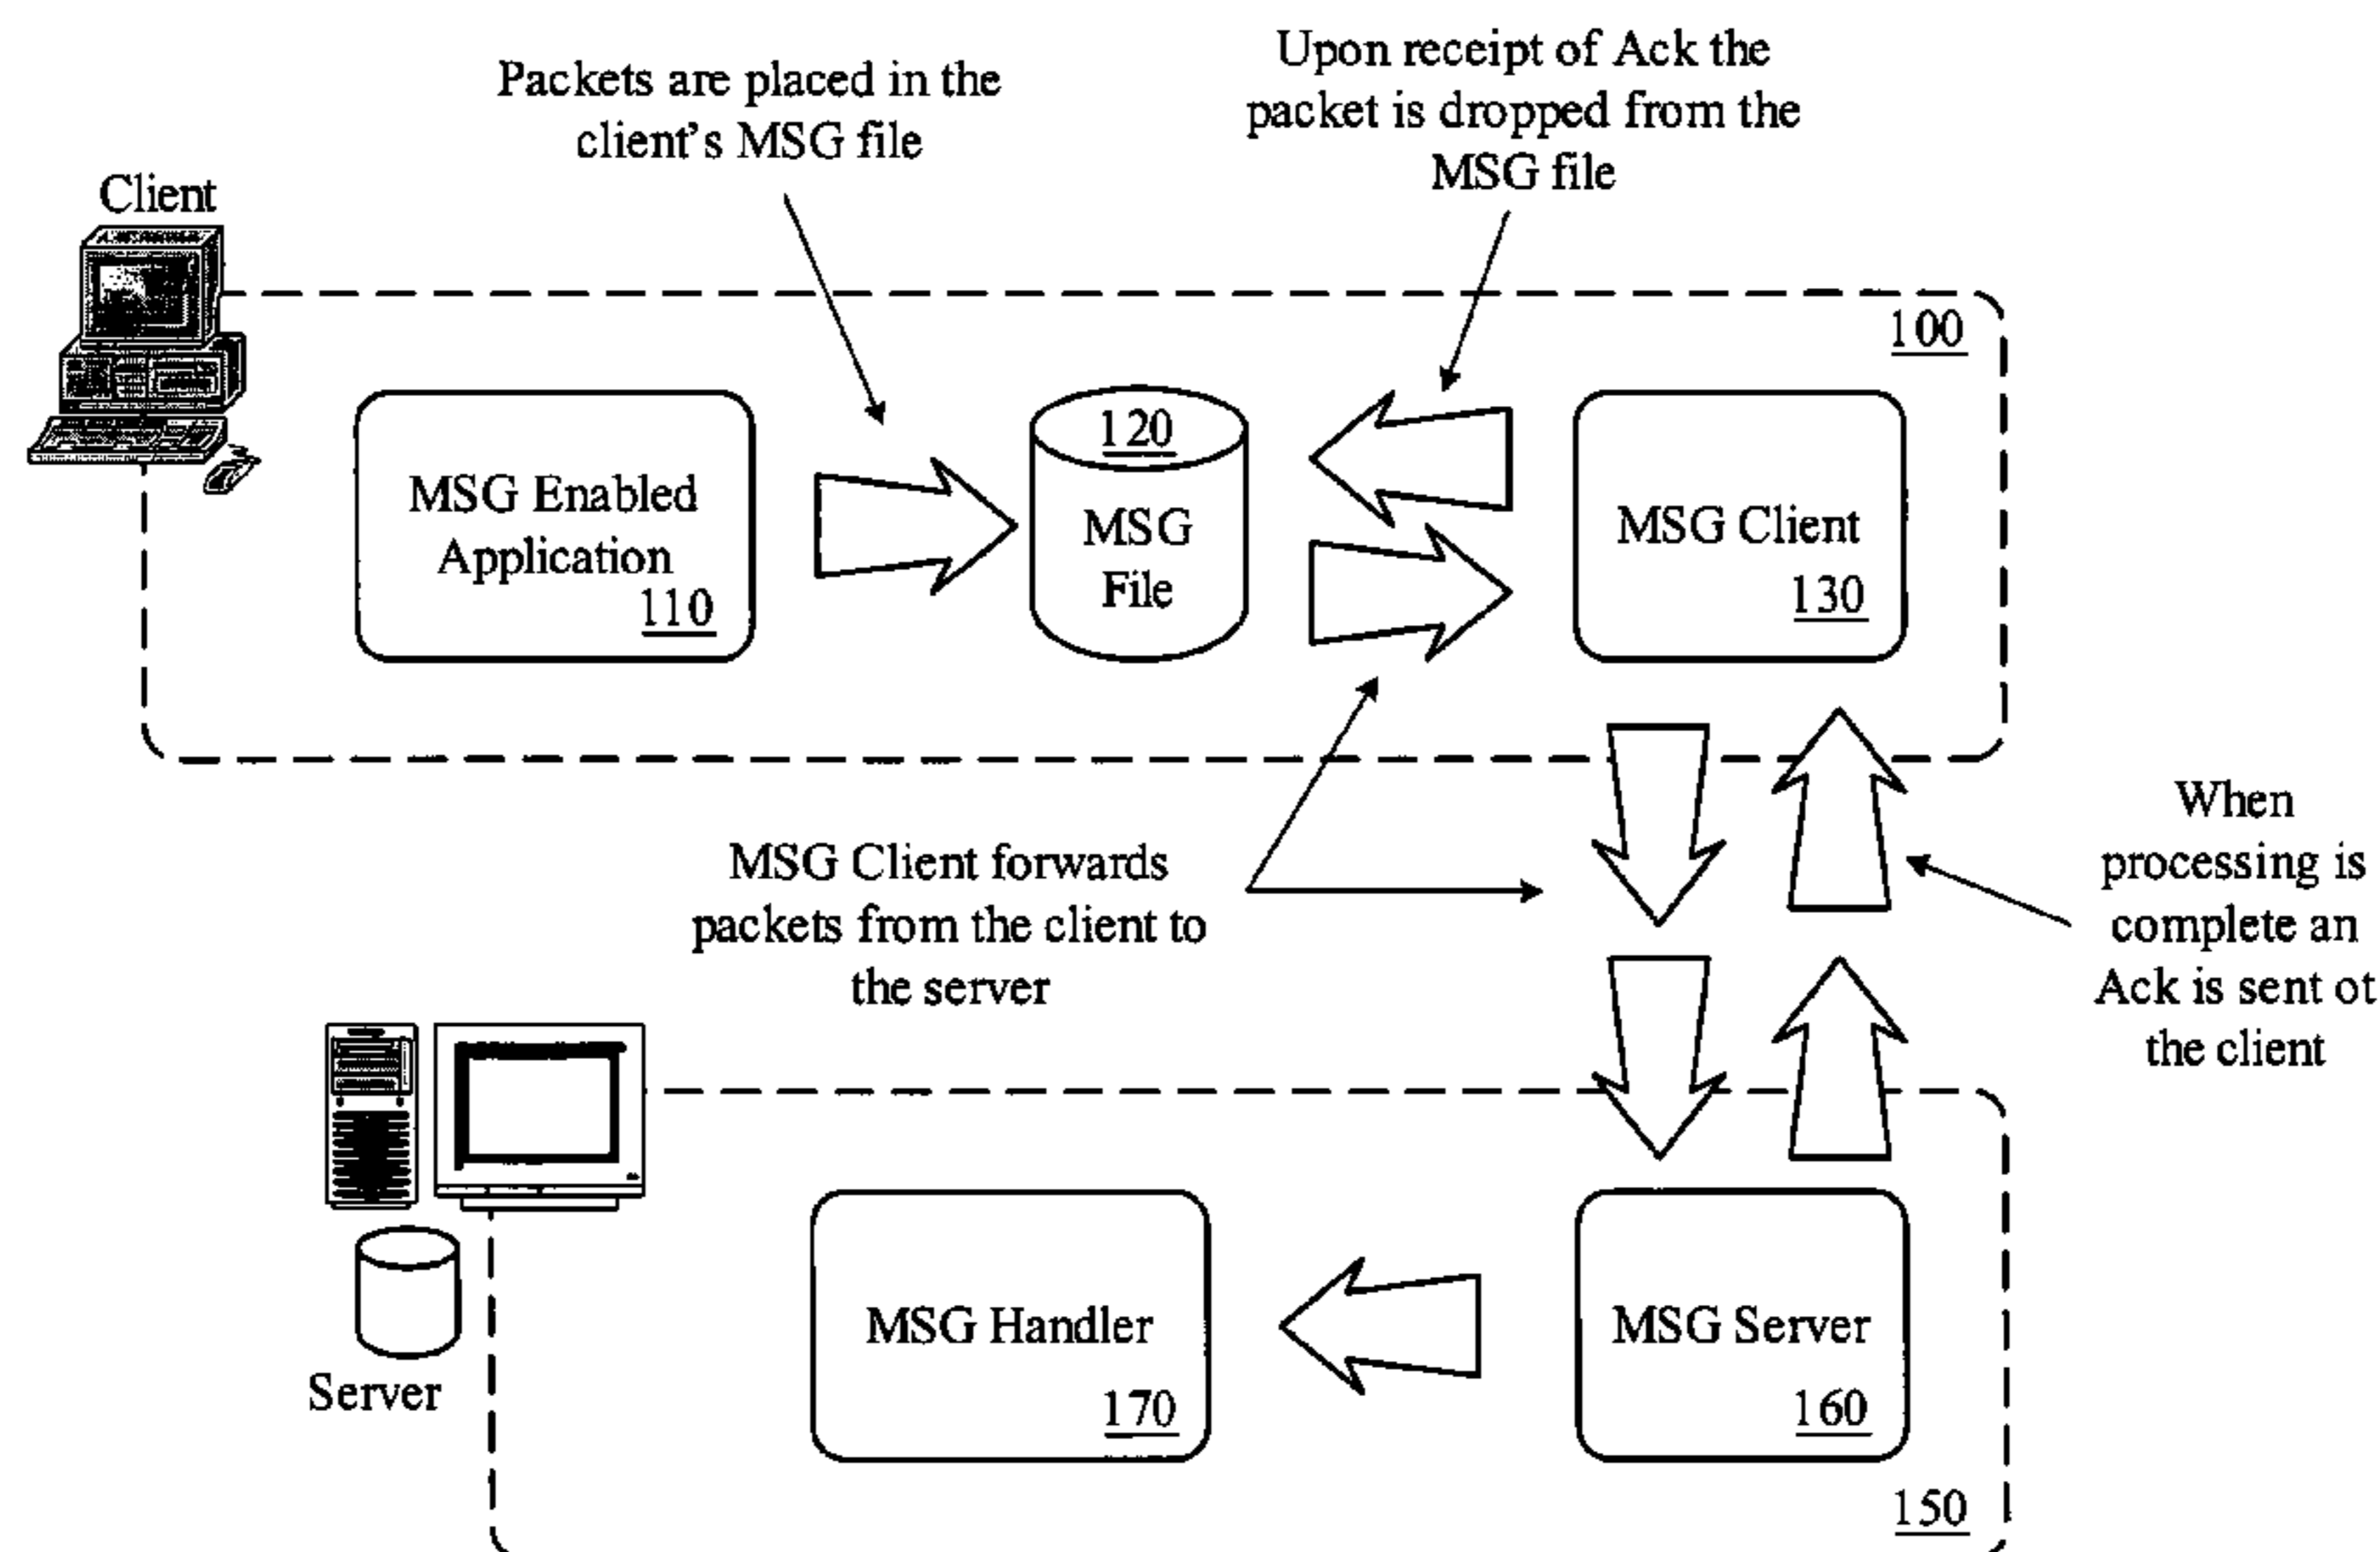 Packets are placed in the
client's MSG file
Upon receipt of Ack the
packet is dropped from the
MSG file
Client
100
MSG Enabled
Application
110
120
MSG
File
MSG Client
130
MSG Client forwards
packets from the client to
the server
When
processing is
complete an
Ack is sent ot
the client
Server
MSG Handler
170
MSG Server
160
150